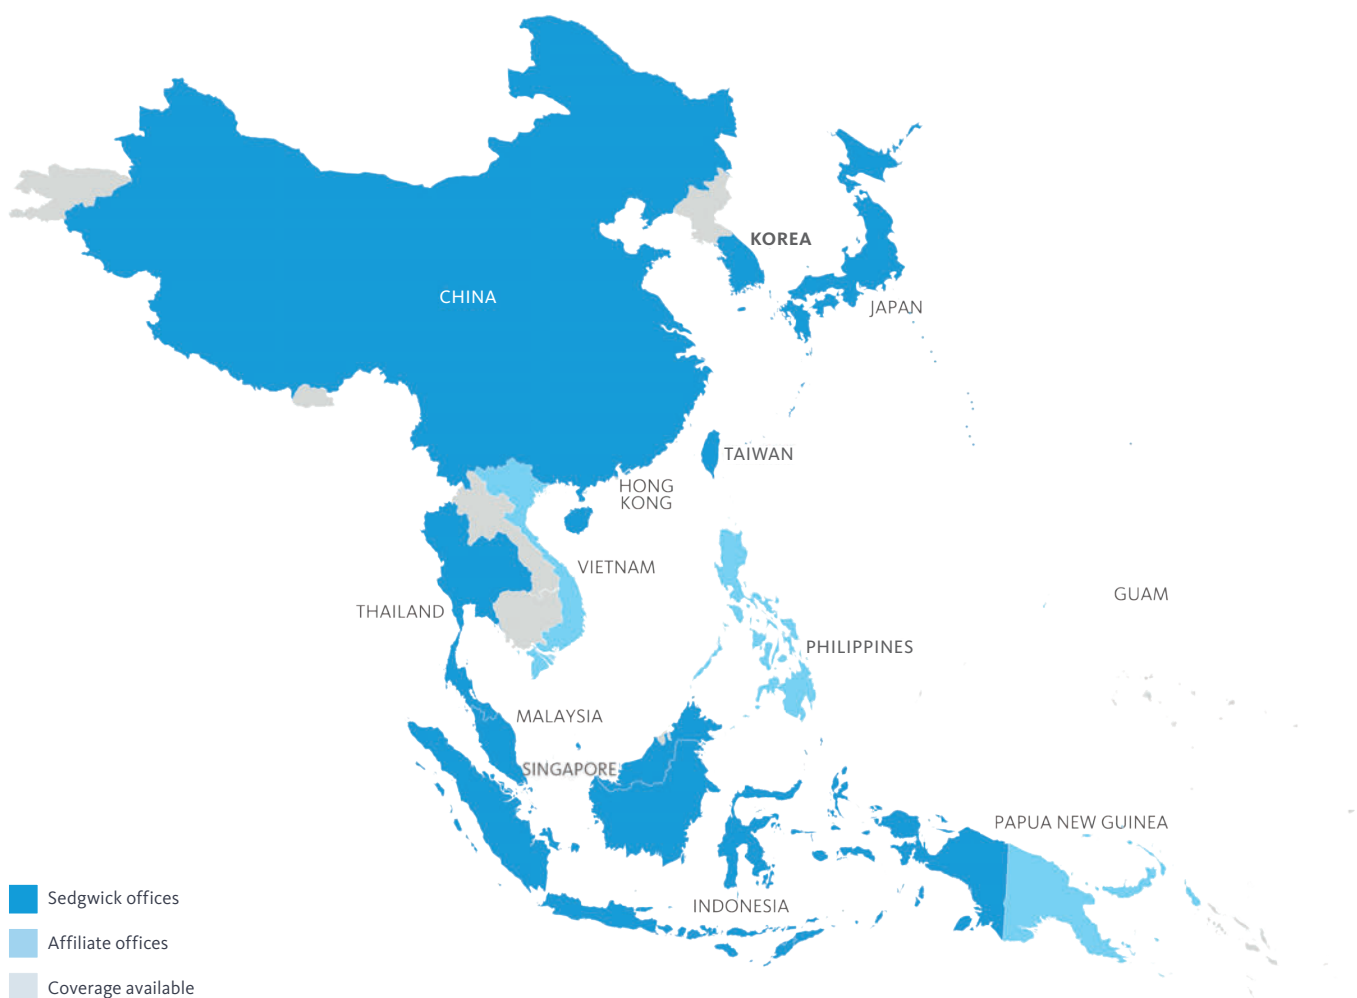 KOREA
CHINA
JAPAN
TAIWAN
HONG
KONG
VIETNAM
GUAM
THAILAND
PHILIPPINES
MALAYSIA
SINGAPORE
PAPUA NEW GUINEA
INDONESIA
Sedgwick offices
Affiliate offices
Coverage available